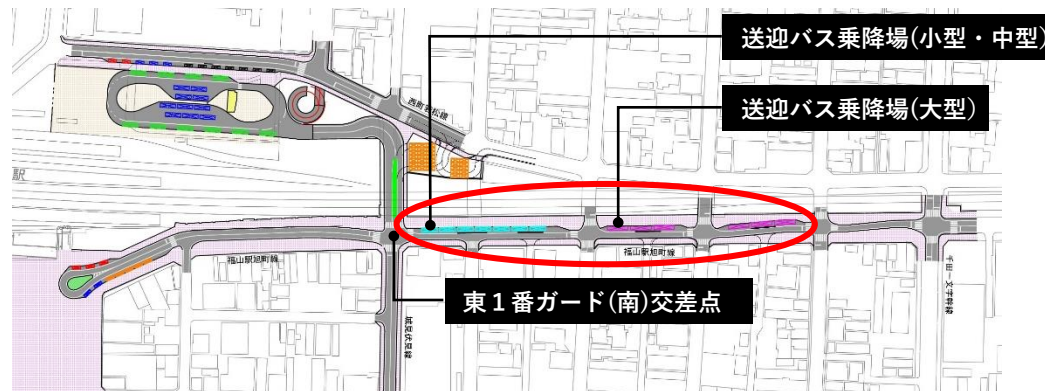 送迎バス乗降場(小型・中型)
送迎バス乗降場(大型)
西町若松線
駅
福山駅旭町線
福山駅旭町線
東１番ガード(南)交差点
城見伏見線
千田一文字幹線